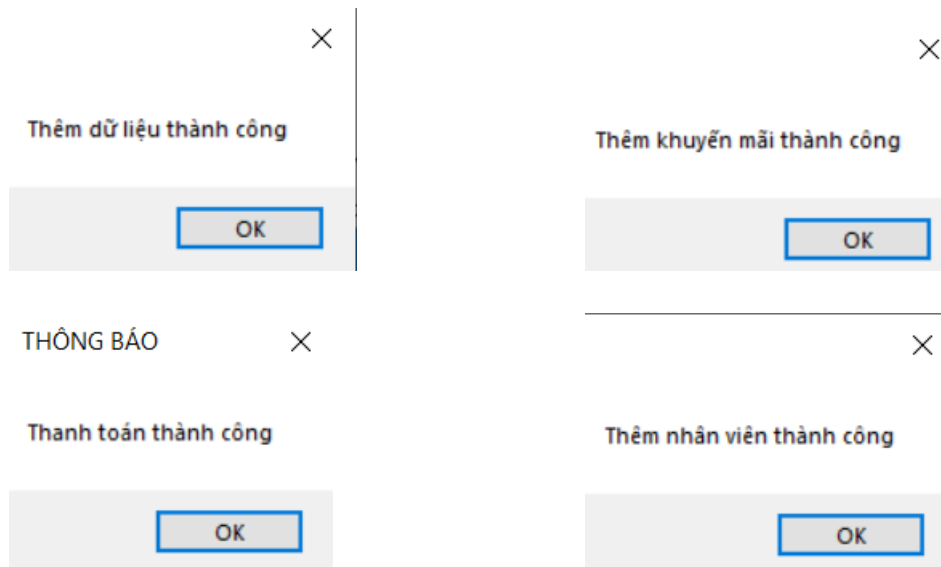 Thêm dữ liệu thành công
OK
Thêm khuyến mãi thành công
OK
THÔNG BÁO
Thanh toán thành công
OK
Thêm nhân viên thành công
OK